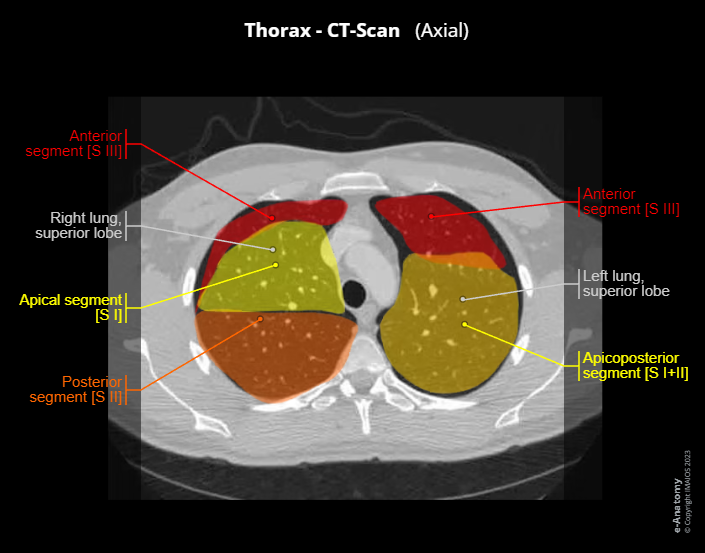 Thorax - CT-Scan (Axial)
Anterior
segment [S III]
Right lung,
superior lobe
Apical segment
[S I]
Posterior
segment [S II]
Anterior
segment [S III]
Left lung,
superior lobe
Apicoposterior
segment [S I+II]
e-Anatomy
© Copyright IMAIOS 2023